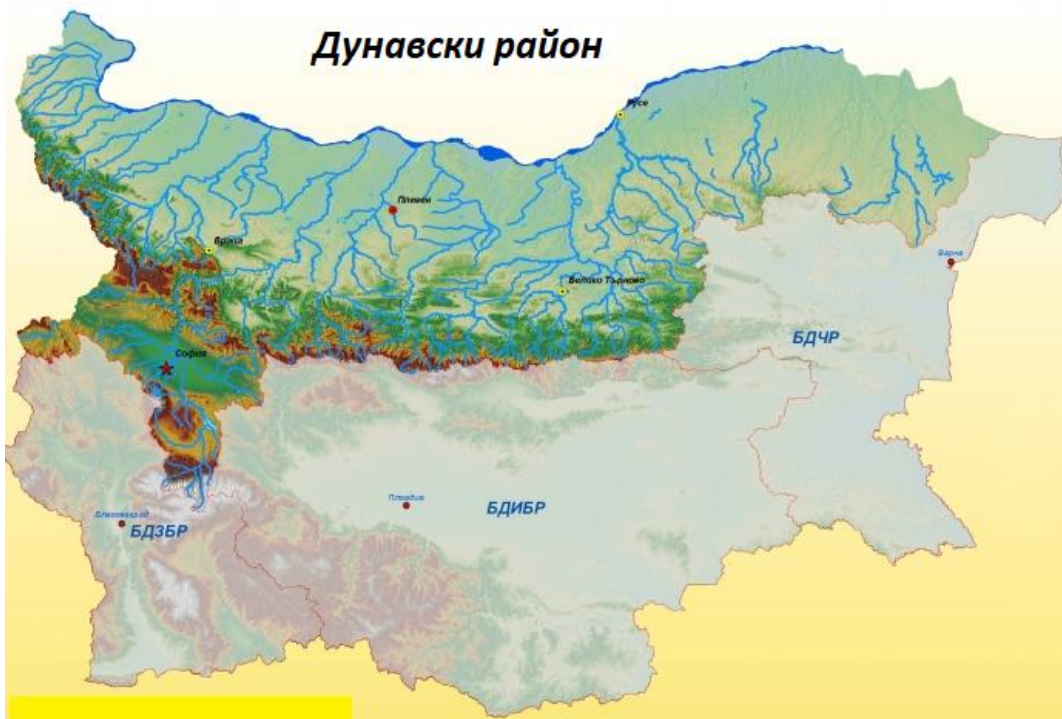 Дунавски район
Русе
Плевен
Враца
Варна
Велико Търново
БДЧР
София
Пловдив
БДИБР
Благоевград
БДЗБР